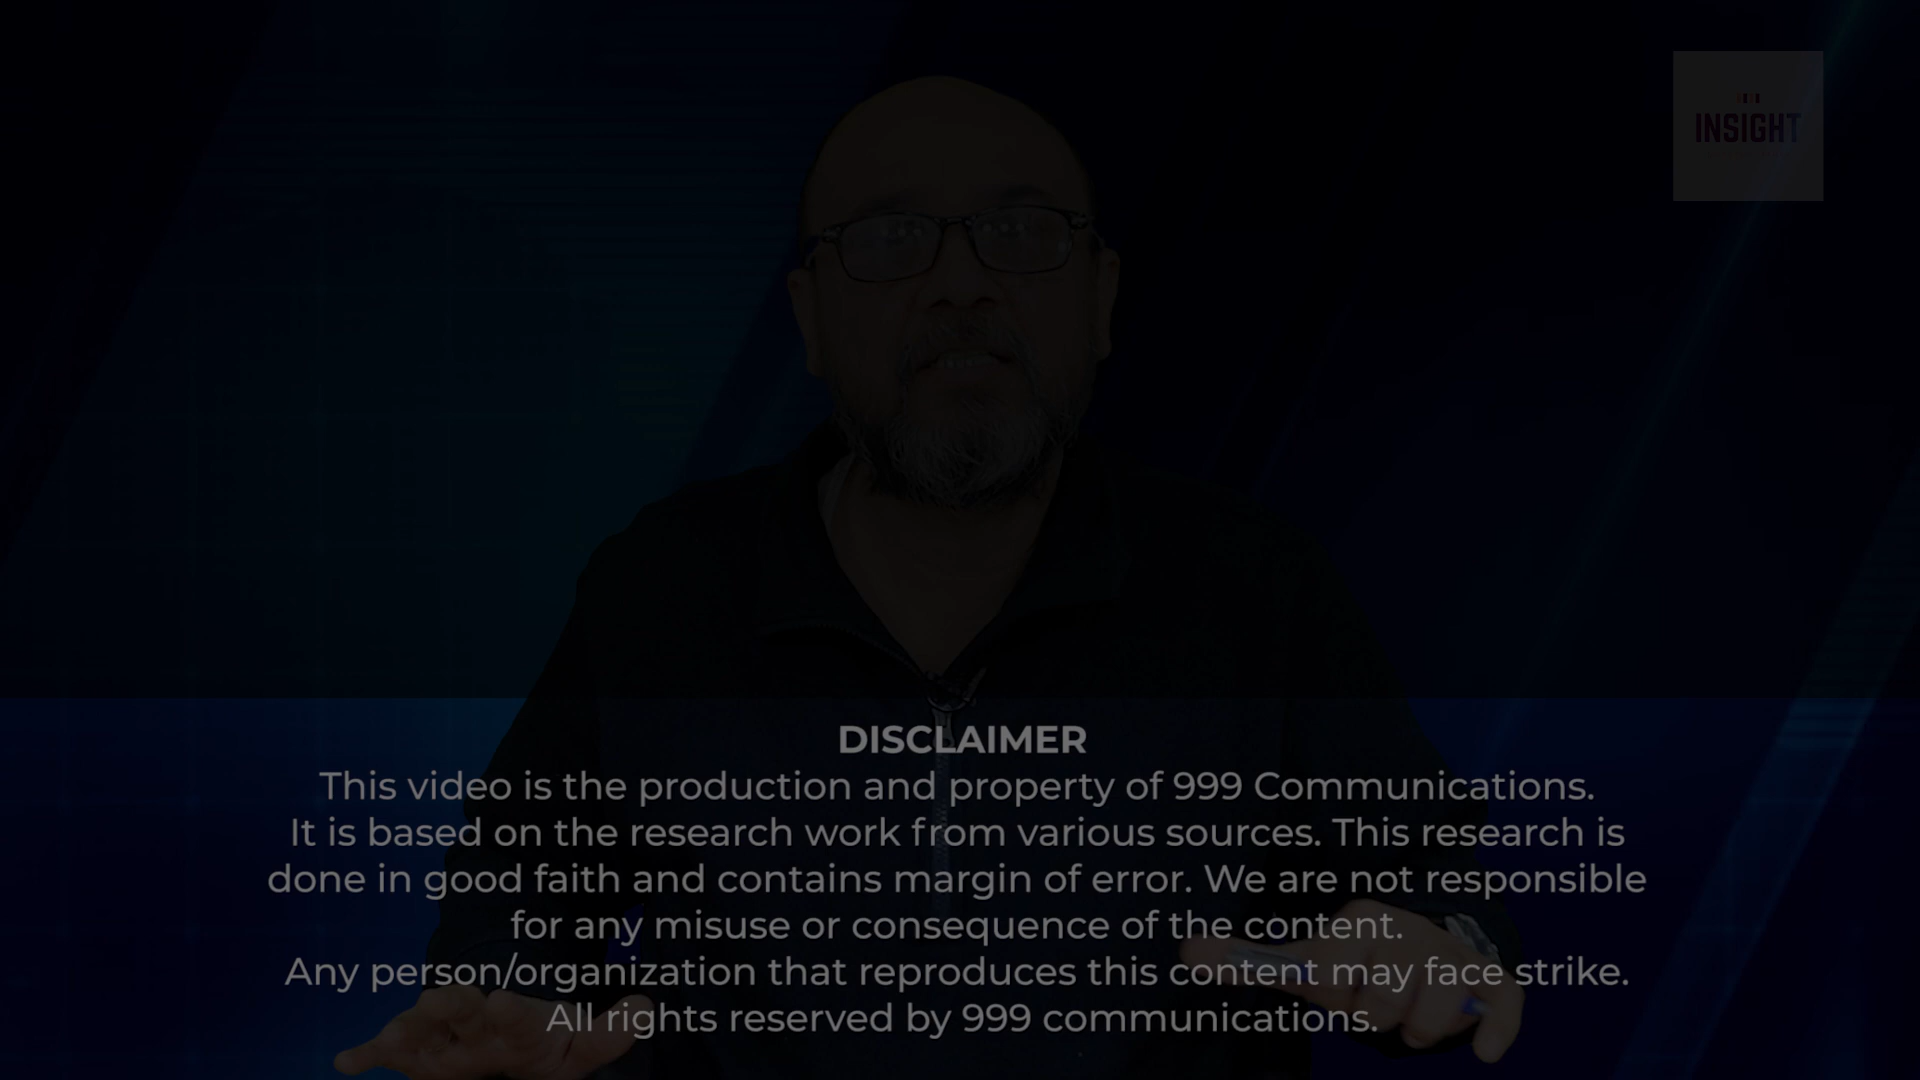 INSIGHT
DISCLAIMER
This video is the production and property of 999 Communications.
It is based on the research work from various sources. This research is
done in good faith and contains margin of error. We are not responsible
for any misuse or consequence of the content.
Any person/organization that reproduces this content may face strike.
All rights reserved by 999 communications.